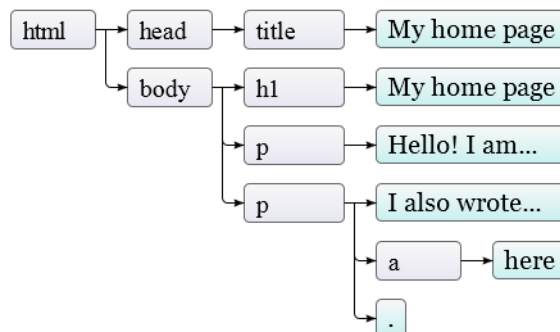 html head title My home page
body h1 My home page
p Hello! I am...
p I also wrote...
a here
.